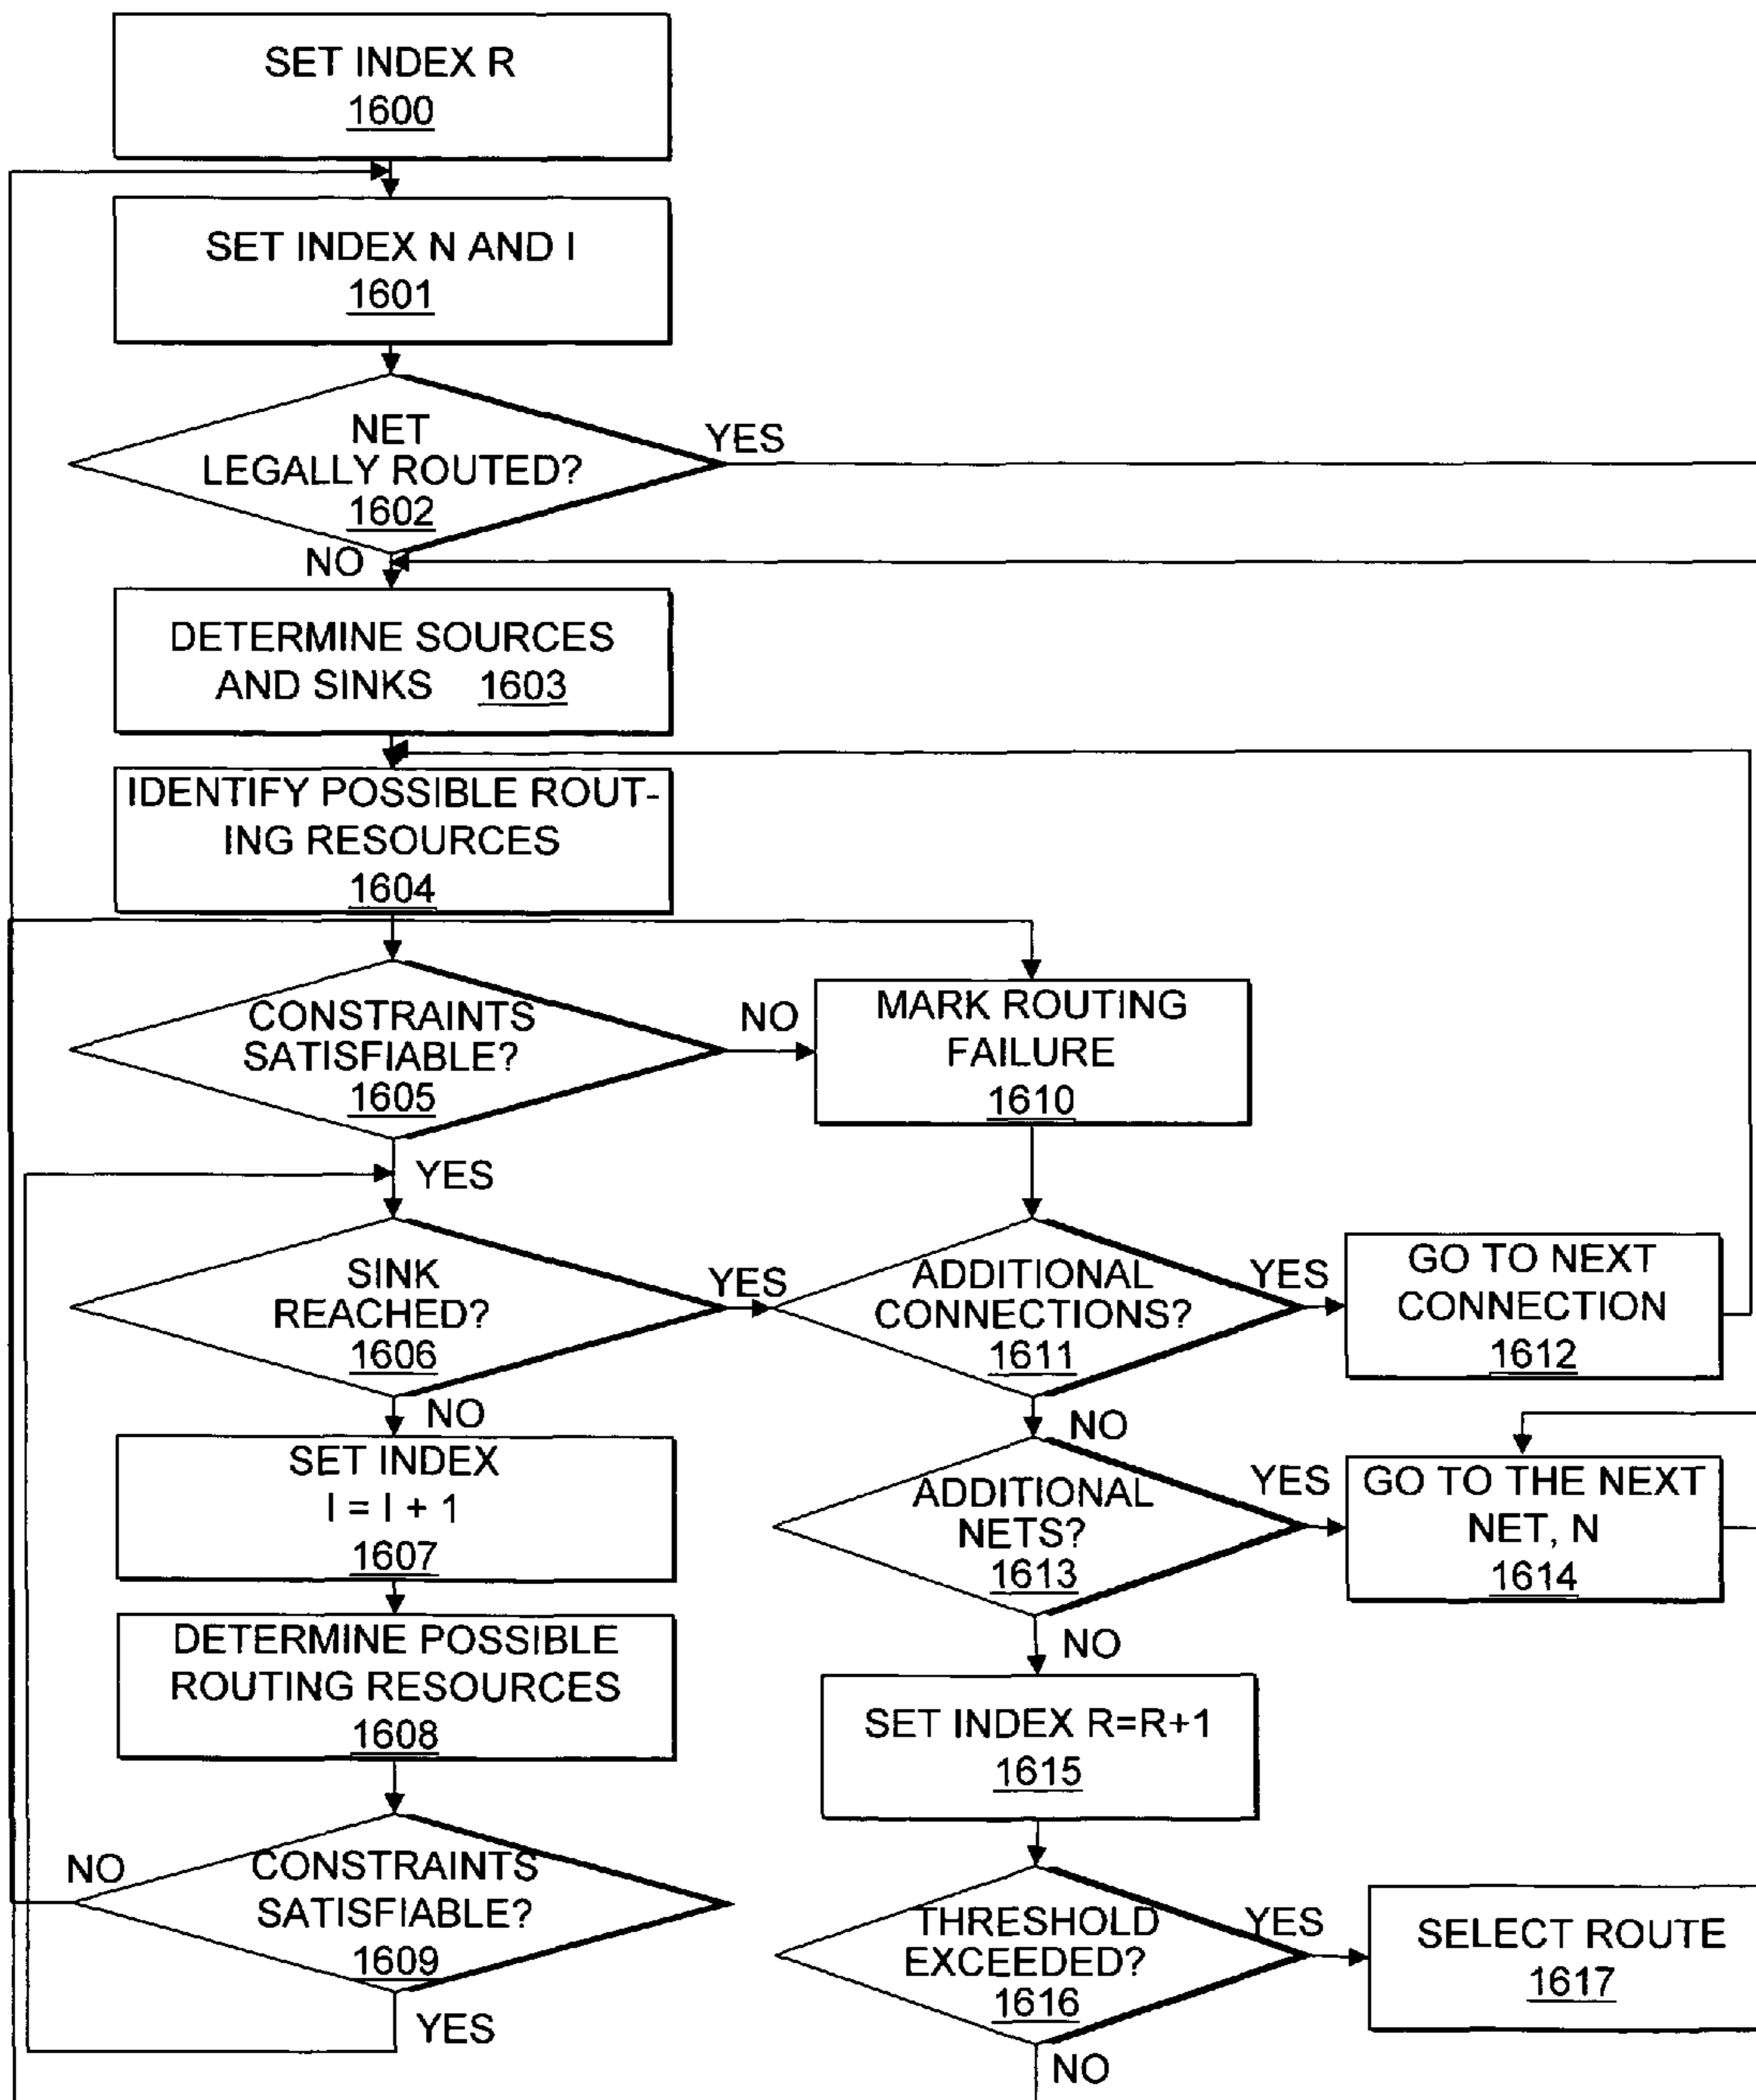 SET INDEX R
1600
SET INDEX N AND I
1601
NET
LEGALLY ROUTED?
1602
YES
NO
DETERMINE SOURCES
AND SINKS 1603
IDENTIFY POSSIBLE ROUT-
ING RESOURCES
1604
CONSTRAINTS
SATISFIABLE?
1605
NO
YES
MARK ROUTING
FAILURE
1610
SINK
REACHED?
1606
YES
NO
ADDITIONAL
CONNECTIONS?
1611
YES
NO
GO TO NEXT
CONNECTION
1612
SET INDEX
I = I + 1
1607
ADDITIONAL
NETS?
1613
YES
NO
GO TO THE NEXT
NET, N
1614
DETERMINE POSSIBLE
ROUTING RESOURCES
1608
SET INDEX R=R+1
1615
CONSTRAINTS
SATISFIABLE?
1609
NO
YES
THRESHOLD
EXCEEDED?
1616
YES
NO
SELECT ROUTE
1617